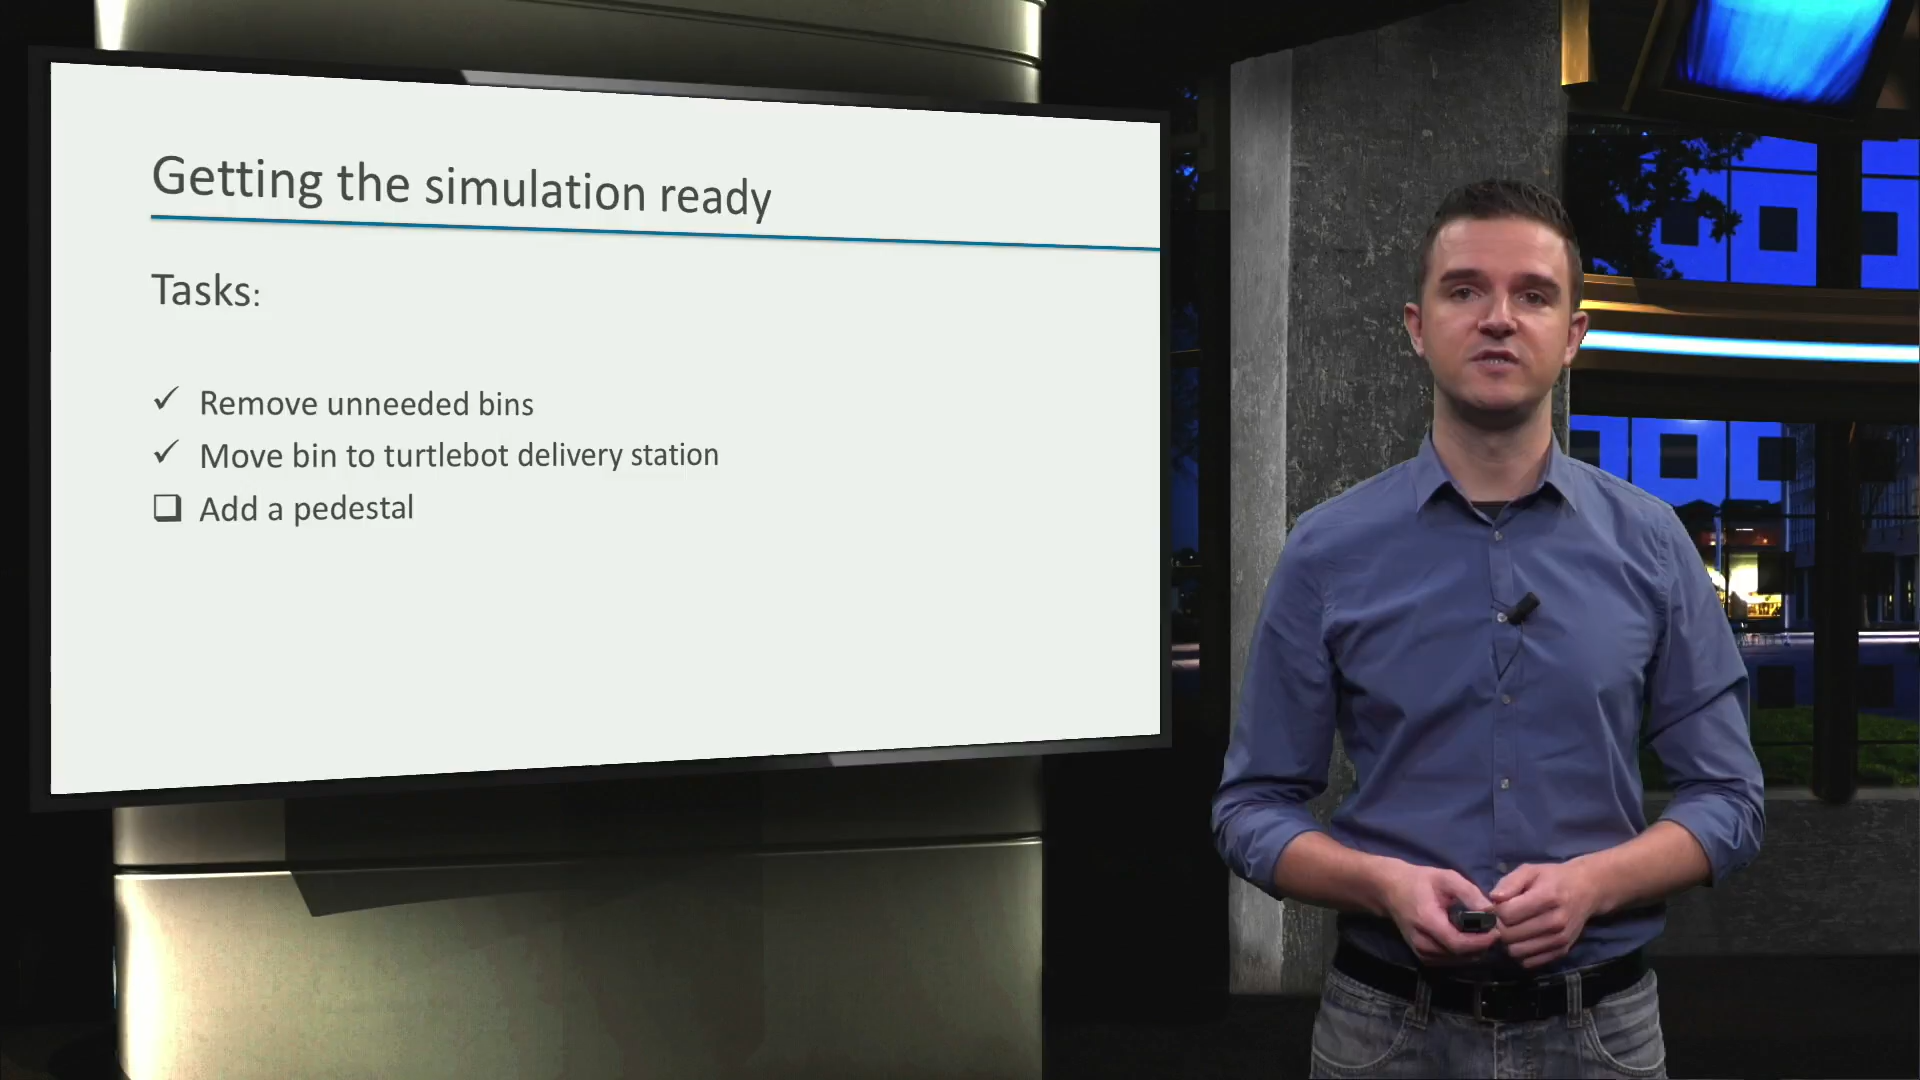 Getting the simulation ready
Tasks:
Remove unneeded bins
Move bin to turtlebot delivery station
Add a pedestal